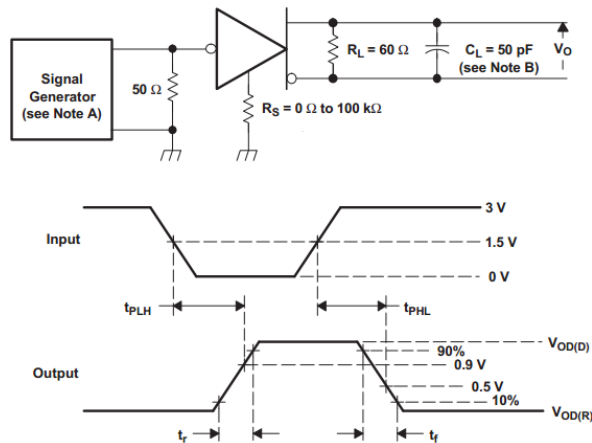 Signal
Generator
(see Note A)
50 Ω
R_S = 0 Ω to 100 kΩ
R_L = 60 Ω
C_L = 50 pF
(see Note B)
V_O
Input
3 V
1.5 V
0 V
t_PLH
t_PHL
Output
V_OD(D)
90%
0.9 V
0.5 V
10%
V_OD(R)
t_r
t_f